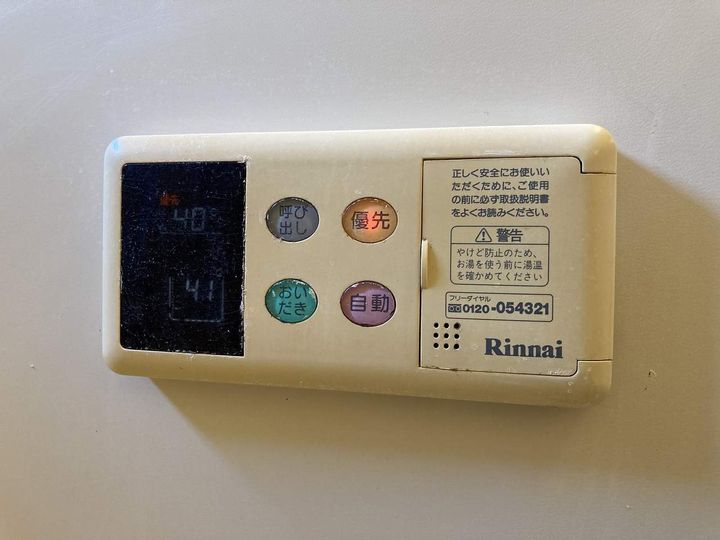 優先
40
41
呼び
出し
優先
おい
だき
自動
正しく安全にお使いい
ただくために、ご使用
の前に必ず取扱説明書
をよくお読みください。
警告
やけど防止のため、
お湯を使う前に湯温
を確かめてください
フリーダイヤル
0120-054321
Rinnai